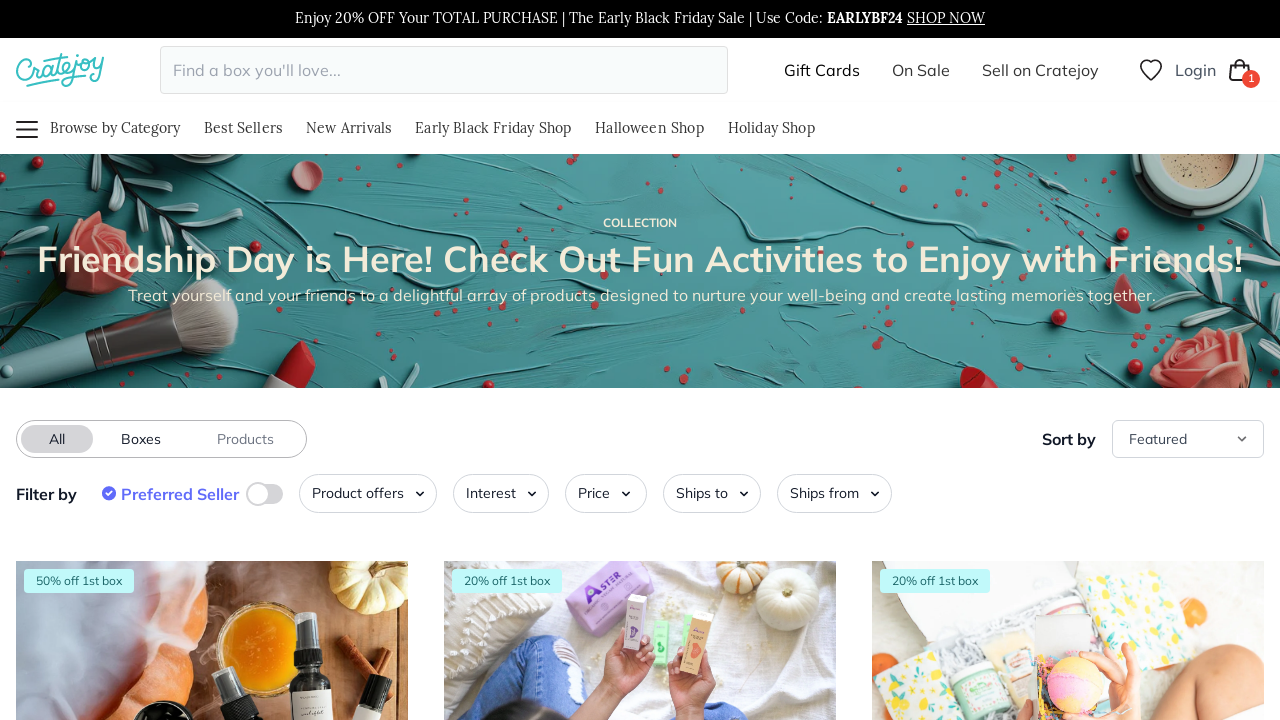 Enjoy 20% OFF Your TOTAL PURCHASE | The Early Black Friday Sale | Use Code: EARLYBF24 SHOP NOW
Cratejoy
Find a box you'll love...
Gift Cards
On Sale
Sell on Cratejoy
Login
1
Browse by Category
Best Sellers
New Arrivals
Early Black Friday Shop
Halloween Shop
Holiday Shop
COLLECTION
Friendship Day is Here! Check Out Fun Activities to Enjoy with Friends!
Treat yourself and your friends to a delightful array of products designed to nurture your well-being and create lasting memories together.
All
Boxes
Products
Sort by
Featured
Filter by
Preferred Seller
Product offers
Interest
Price
Ships to
Ships from
50% off 1st box
20% off 1st box
ASTER
20% off 1st box